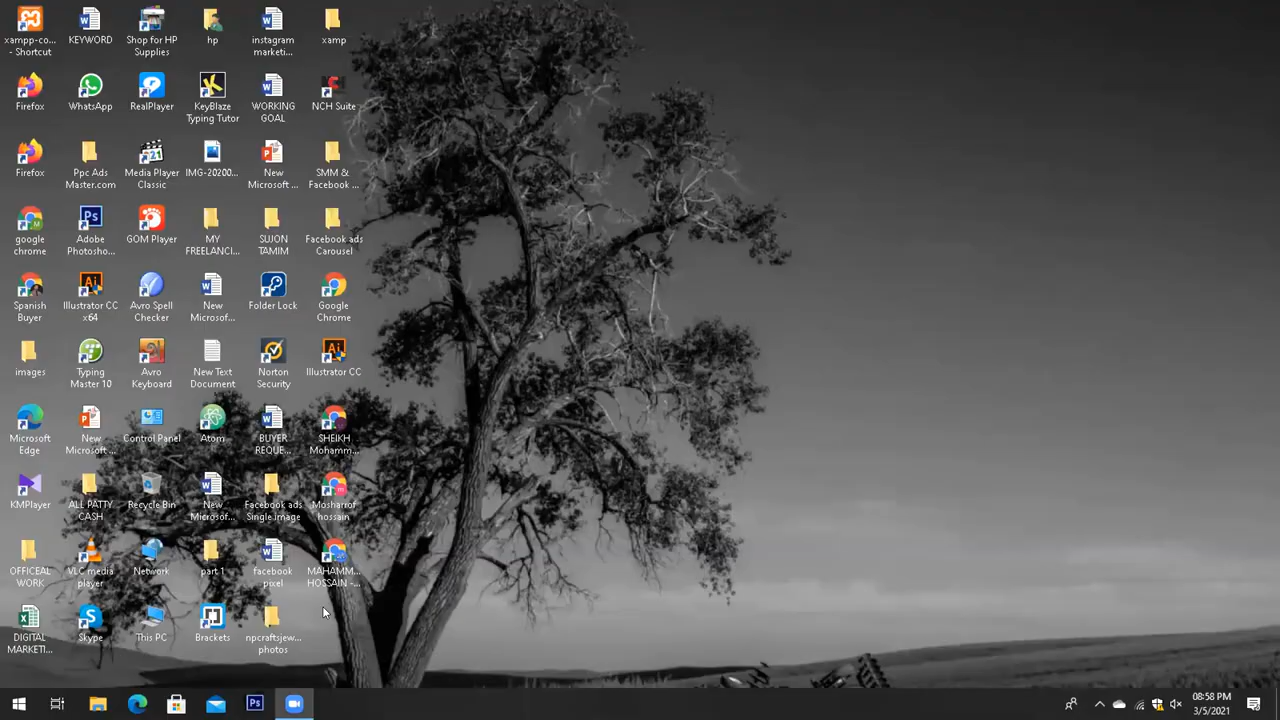 xampp-co...
- Shortcut
KEYWORD
Shop for HP
Supplies
hp
instagram
marketi...
xamp
Firefox
WhatsApp
RealPlayer
KeyBlaze
Typing Tutor
WORKING
GOAL
NCH Suite
Firefox
Ppc Ads
Master.com
Media Player
Classic
IMG-20200...
New
Microsoft ...
SMM &
Facebook ...
google
chrome
Adobe
Photosho...
GOM Player
MY
FREELANCI...
SUJON
TAMIM
Facebook ads
Carousel
Spanish
Buyer
Illustrator CC
x64
Avro Spell
Checker
New
Microsof...
Folder Lock
Google
Chrome
images
Typing
Master 10
Avro
Keyboard
New Text
Document
Norton
Security
Illustrator CC
Microsoft
Edge
New
Microsoft ...
Control Panel
Atom
BUYER
REQUE...
SHEIKH
Mohamm...
KMPlayer
ALL PATTY
CASH
Recycle Bin
New
Microsof...
Facebook ads
Single image
Mosharrof
hossain
OFFICEAL
WORK
VLC media
player
Network
part 1
facebook
pixel
MAHAMM...
HOSSAIN -...
DIGITAL
MARKETI...
Skype
This PC
Brackets
npcraftsjew...
photos
08:58 PM
3/5/2021